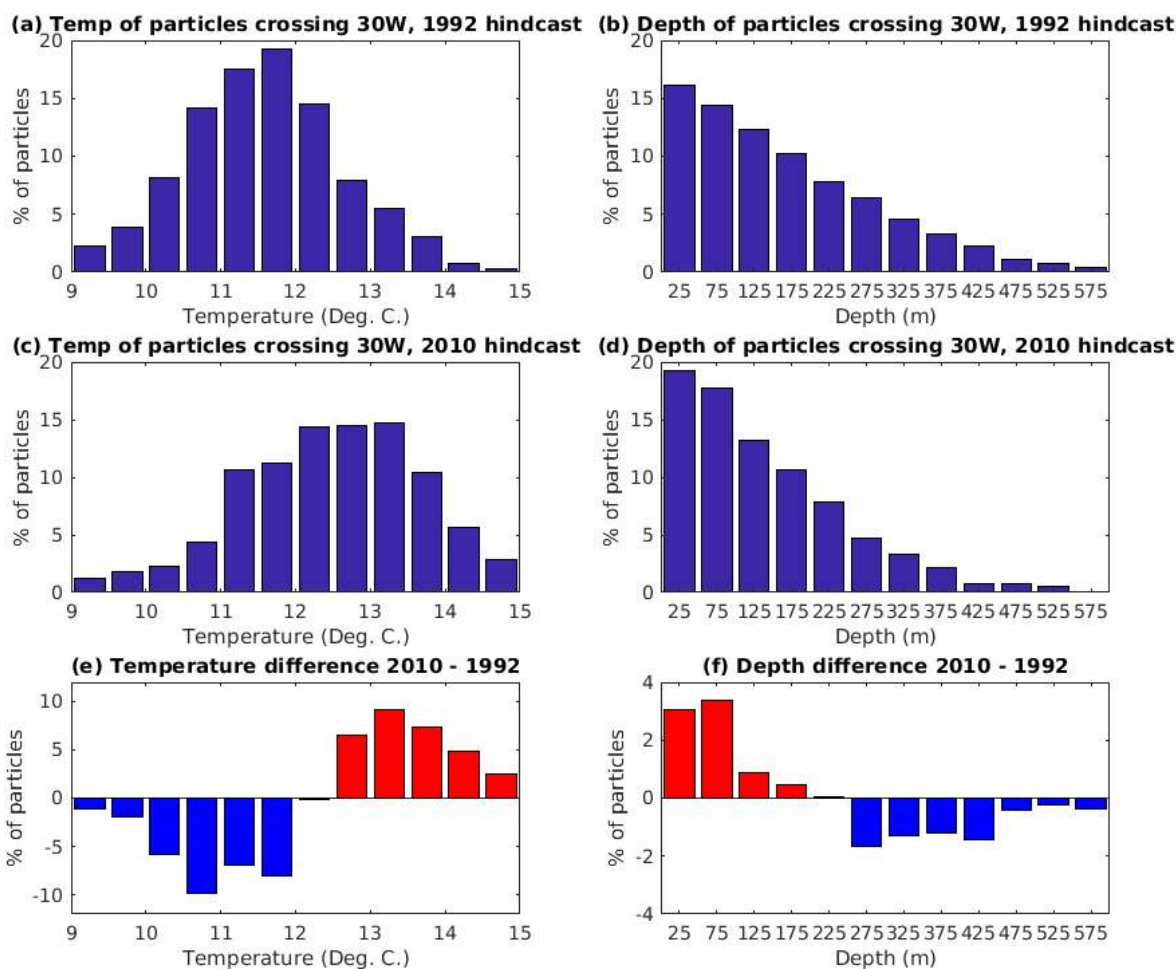 (a) Temp of particles crossing 30W, 1992 hindcast
20
15
10
5
0
% of particles
9 10 11 12 13 14 15
Temperature (Deg. C.)
(b) Depth of particles crossing 30W, 1992 hindcast
20
15
10
5
0
% of particles
25 75 125 175 225 275 325 375 425 475 525 575
Depth (m)
(c) Temp of particles crossing 30W, 2010 hindcast
20
15
10
5
0
% of particles
9 10 11 12 13 14 15
Temperature (Deg. C.)
(d) Depth of particles crossing 30W, 2010 hindcast
20
15
10
5
0
% of particles
25 75 125 175 225 275 325 375 425 475 525 575
Depth (m)
(e) Temperature difference 2010 - 1992
10
5
0
-5
-10
% of particles
9 10 11 12 13 14 15
Temperature (Deg. C.)
(f) Depth difference 2010 - 1992
4
2
0
-2
-4
% of particles
25 75 125 175 225 275 325 375 425 475 525 575
Depth (m)